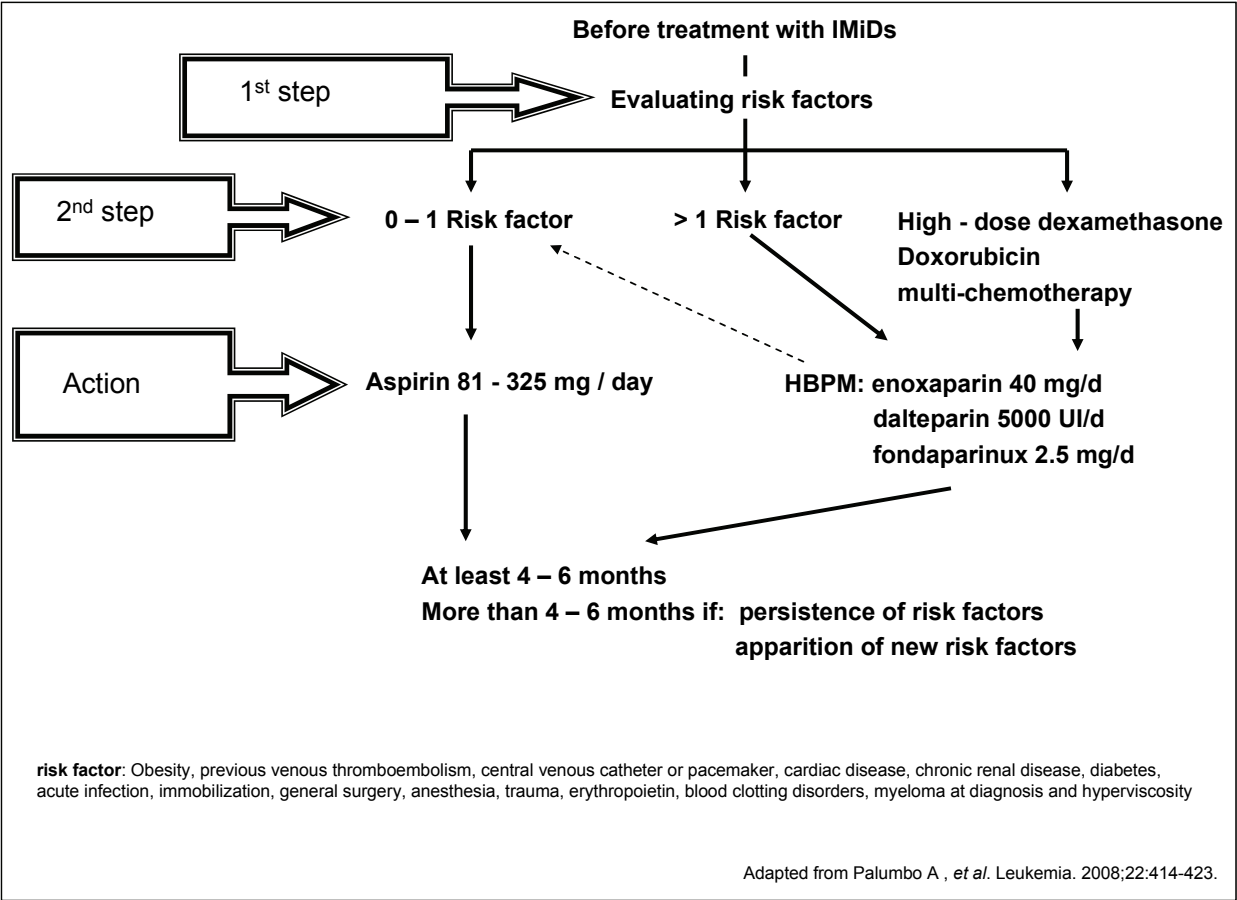 Before treatment with IMiDs
1st step
Evaluating risk factors
2nd step
0 – 1 Risk factor
> 1 Risk factor
High - dose dexamethasone
Doxorubicin
multi-chemotherapy
Action
Aspirin 81 - 325 mg / day
HBPM: enoxaparin 40 mg/d
dalteparin 5000 UI/d
fondaparinux 2.5 mg/d
At least 4 – 6 months
More than 4 – 6 months if: persistence of risk factors
apparition of new risk factors
risk factor: Obesity, previous venous thromboembolism, central venous catheter or pacemaker, cardiac disease, chronic renal disease, diabetes,
acute infection, immobilization, general surgery, anesthesia, trauma, erythropoietin, blood clotting disorders, myeloma at diagnosis and hyperviscosity
Adapted from Palumbo A , et al. Leukemia. 2008;22:414-423.